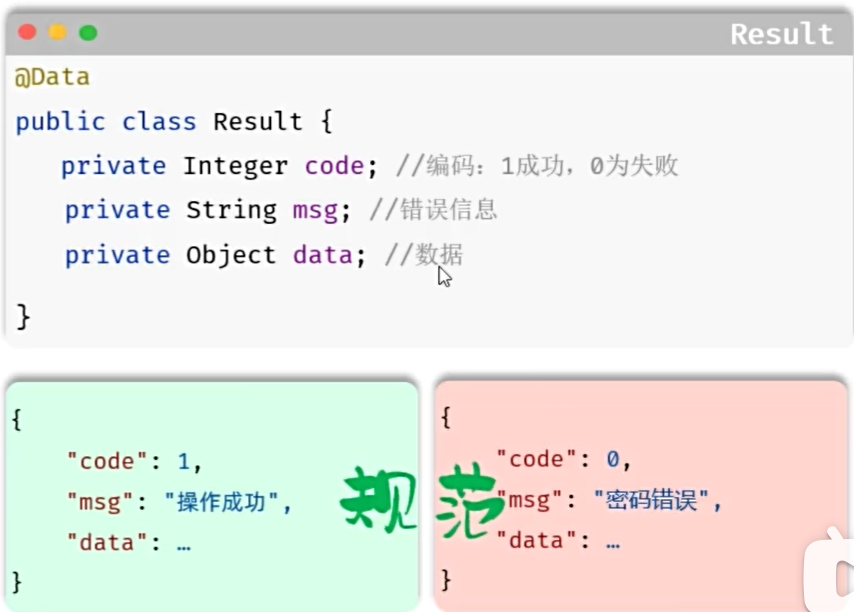 Result
@Data
public class Result {
private Integer code; //编码：1成功，0为失败
private String msg; //错误信息
private Object data; //数据
}
{
"code": 1,
"msg": "操作成功",
"data": …
}
规范
{
"code": 0,
"msg": "密码错误",
"data": …
}